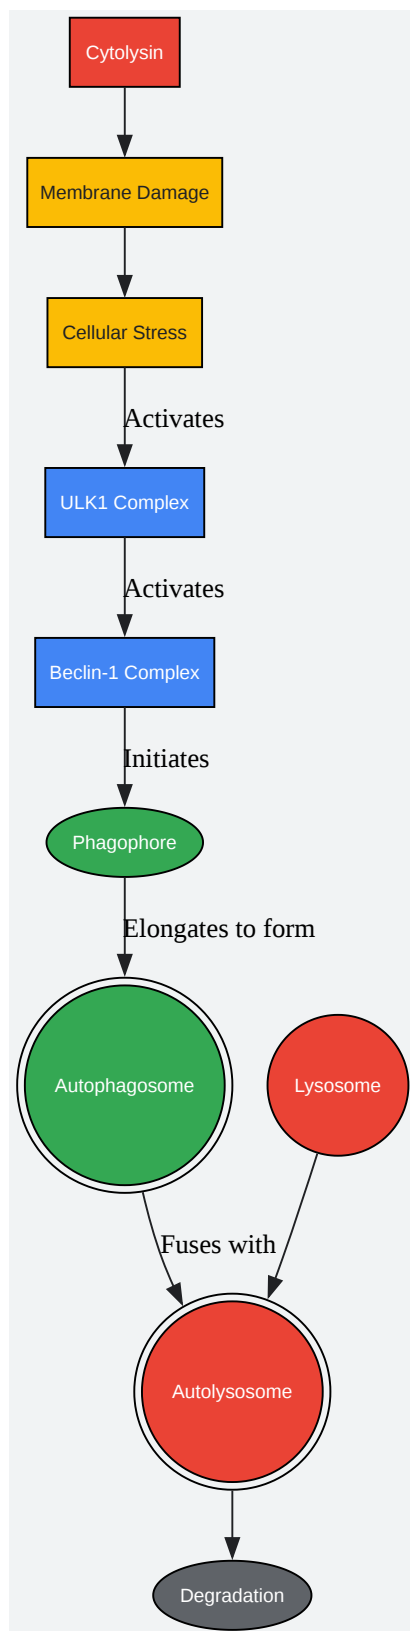 Cytolysin
Membrane Damage
Cellular Stress
Activates
ULK1 Complex
Activates
Beclin-1 Complex
Initiates
Phagophore
Elongates to form
Autophagosome
Lysosome
Fuses with
Autolysosome
Degradation